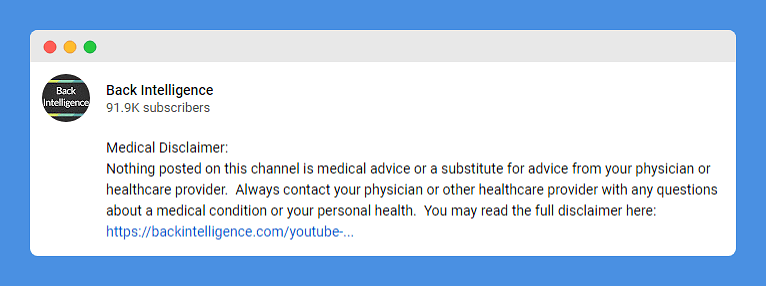 Back
Intelligence
Back Intelligence
91.9K subscribers
Medical Disclaimer:
Nothing posted on this channel is medical advice or a substitute for advice from your physician or
healthcare provider.  Always contact your physician or other healthcare provider with any questions
about a medical condition or your personal health.  You may read the full disclaimer here:
https://backintelligence.com/youtube-...